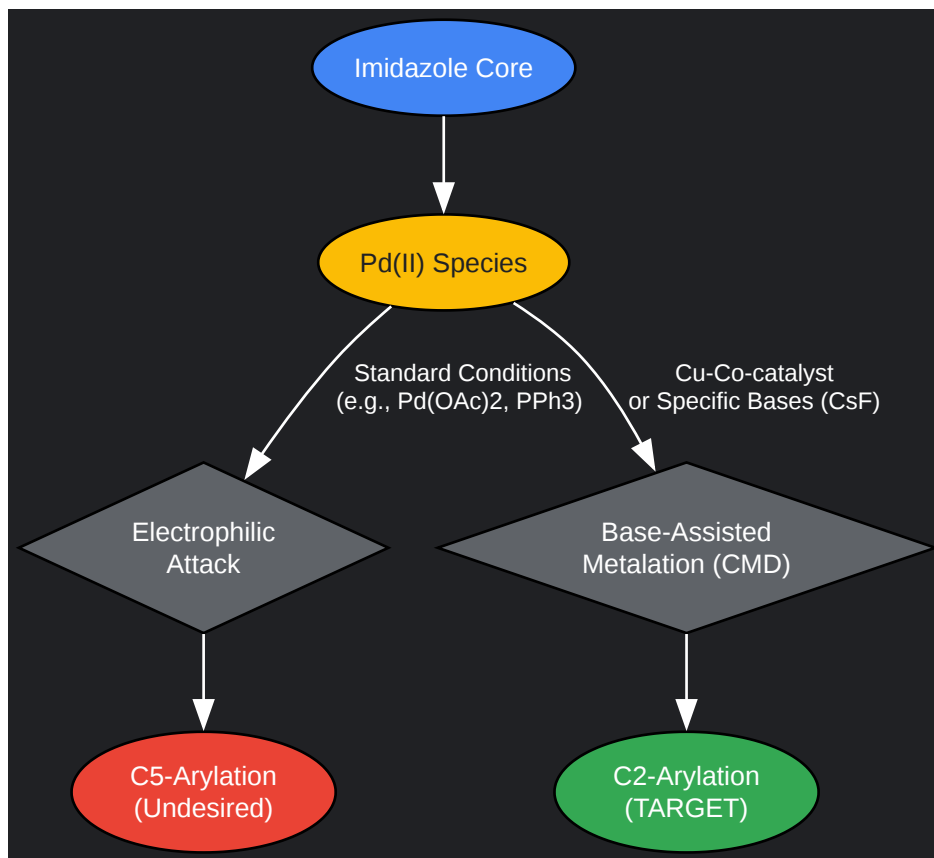 Imidazole Core
Pd(II) Species
Standard Conditions
(e.g., Pd(OAc)2, PPh3)
Cu-Co-catalyst
or Specific Bases (CsF)
Electrophilic
Attack
Base-Assisted
Metalation (CMD)
C5-Arylation
(Undesired)
C2-Arylation
(TARGET)